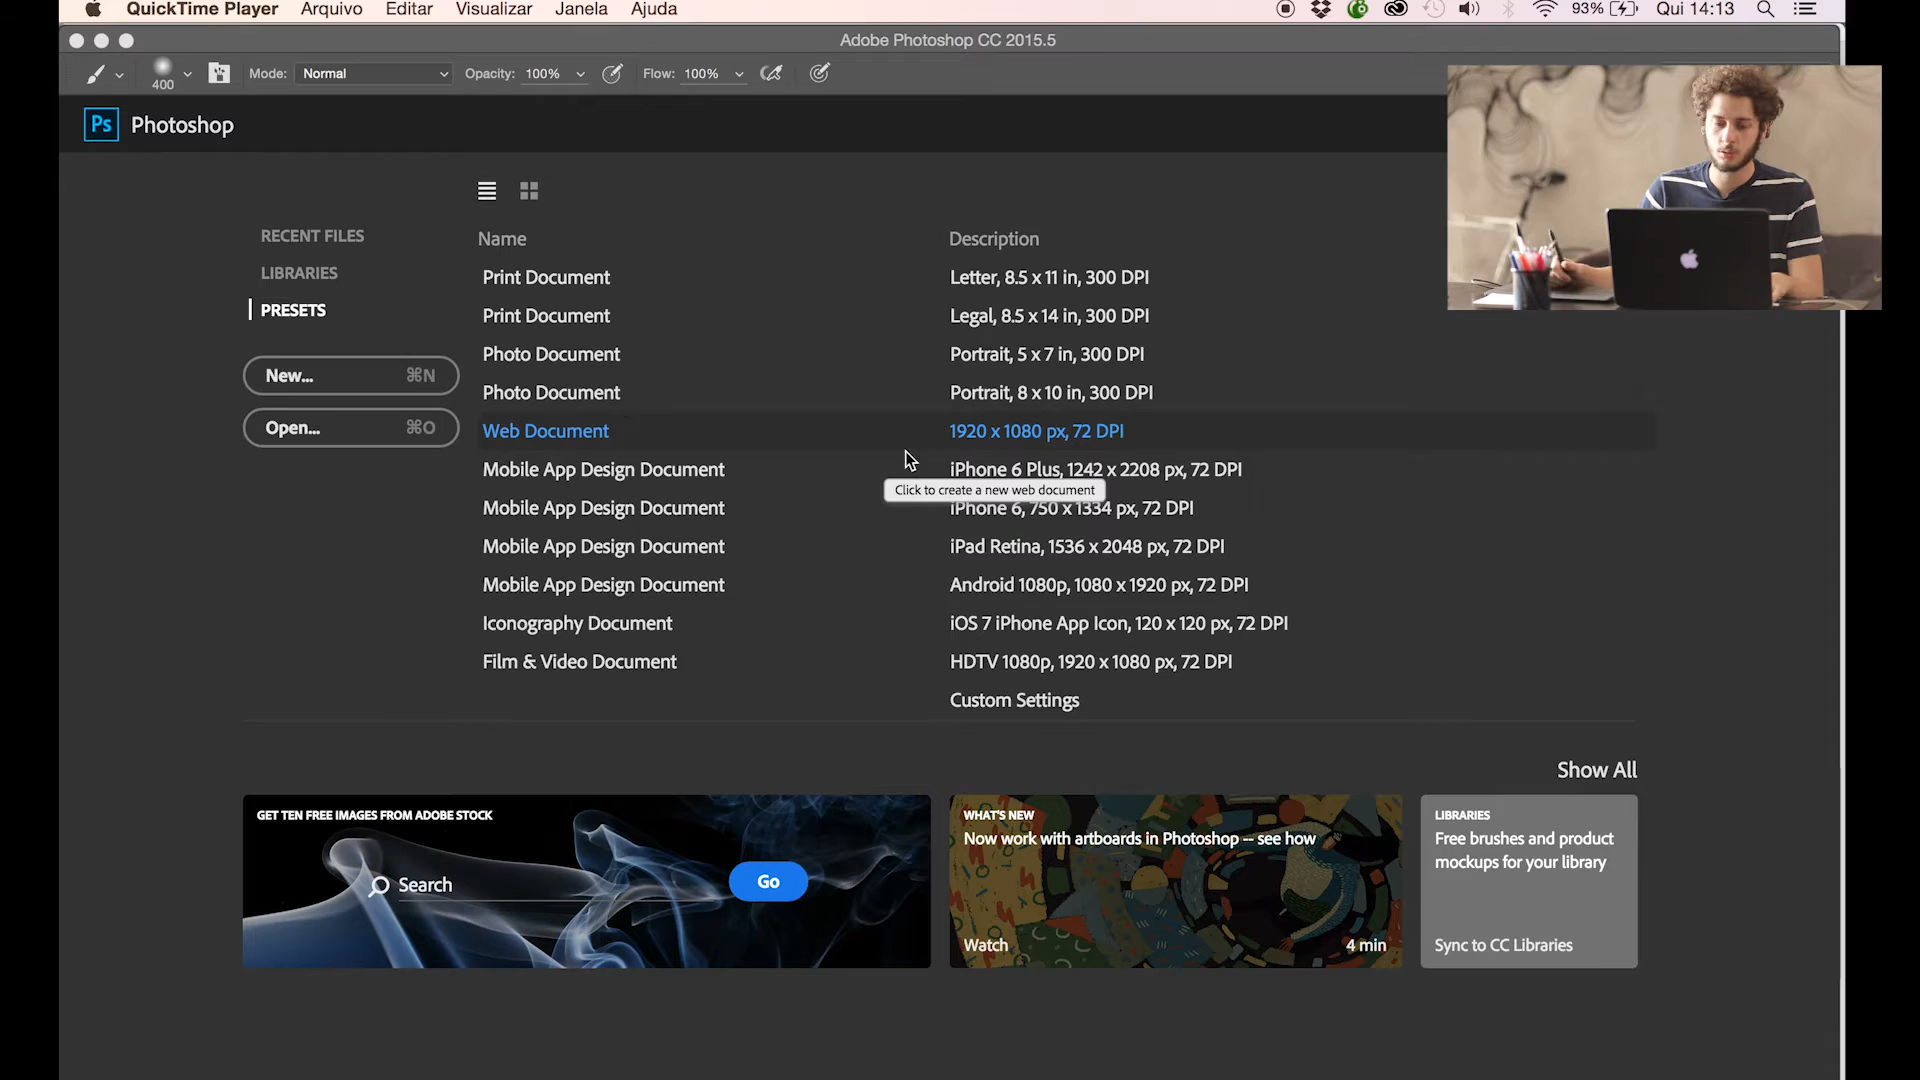 QuickTime Player Arquivo Editar Visualizar Janela Ajuda 93% Qui 14:13
Adobe Photoshop CC 2015.5
400 Mode: Normal Opacity: 100% Flow: 100%
Ps Photoshop
RECENT FILES
LIBRARIES
PRESETS
New... ⌘N
Open... ⌘O
Name Description
Print Document Letter, 8.5 x 11 in, 300 DPI
Print Document Legal, 8.5 x 14 in, 300 DPI
Photo Document Portrait, 5 x 7 in, 300 DPI
Photo Document Portrait, 8 x 10 in, 300 DPI
Web Document 1920 x 1080 px, 72 DPI
Mobile App Design Document iPhone 6 Plus, 1242 x 2208 px, 72 DPI
Click to create a new web document
Mobile App Design Document iPhone 6, 750 x 1334 px, 72 DPI
Mobile App Design Document iPad Retina, 1536 x 2048 px, 72 DPI
Mobile App Design Document Android 1080p, 1080 x 1920 px, 72 DPI
Iconography Document iOS 7 iPhone App Icon, 120 x 120 px, 72 DPI
Film & Video Document HDTV 1080p, 1920 x 1080 px, 72 DPI
Custom Settings
Show All
GET TEN FREE IMAGES FROM ADOBE STOCK
Search Go
WHAT'S NEW
Now work with artboards in Photoshop -- see how
Watch 4 min
LIBRARIES
Free brushes and product
mockups for your library
Sync to CC Libraries